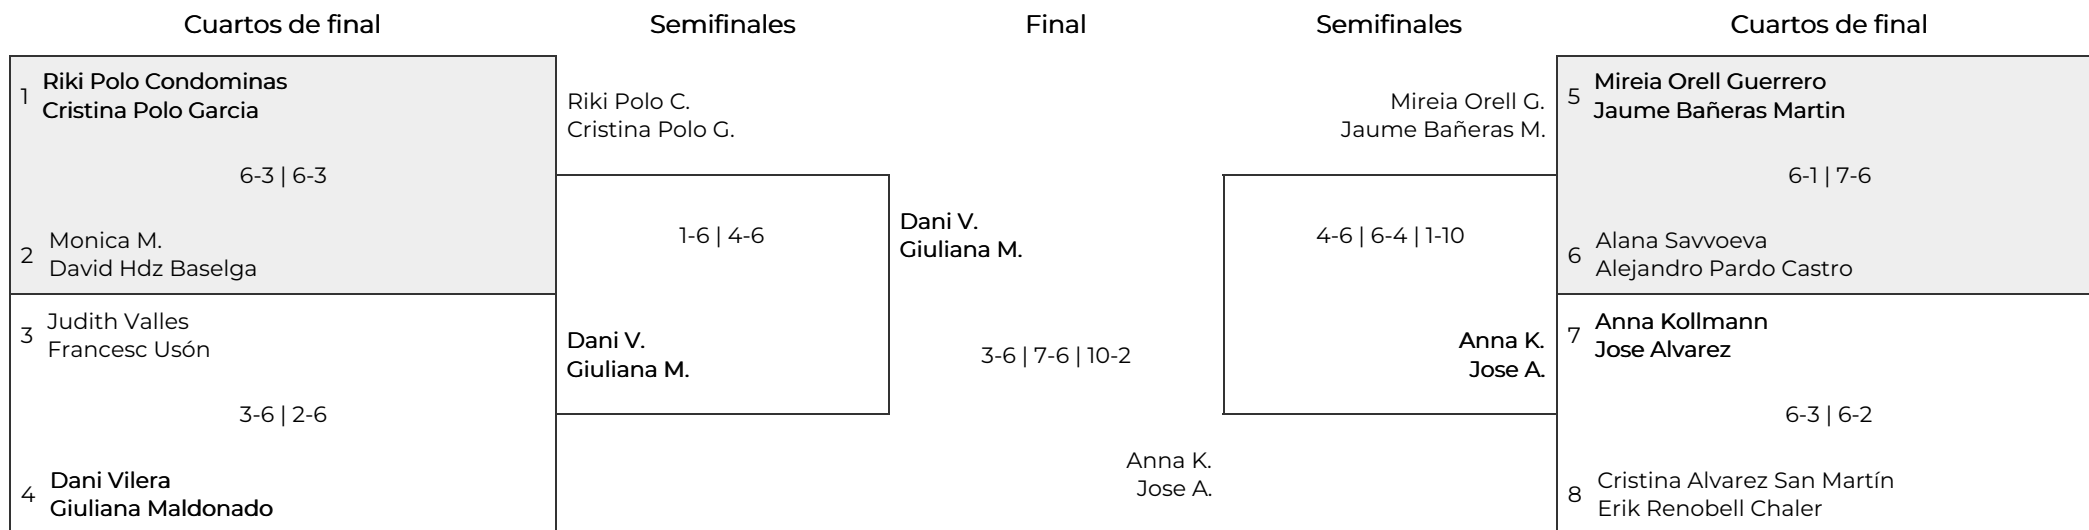 Cuartos de final
Semifinales
Final
Semifinales
Cuartos de final
1
Riki Polo Condominas
Cristina Polo Garcia
6-3 | 6-3
2
Monica M.
David Hdz Baselga
3
Judith Valles
Francesc Usón
3-6 | 2-6
4
Dani Vilera
Giuliana Maldonado
Riki Polo C.
Cristina Polo G.
1-6 | 4-6
Dani V.
Giuliana M.
Dani V.
Giuliana M.
3-6 | 7-6 | 10-2
Anna K.
Jose A.
Mireia Orell G.
Jaume Bañeras M.
4-6 | 6-4 | 1-10
Anna K.
Jose A.
5
Mireia Orell Guerrero
Jaume Bañeras Martin
6-1 | 7-6
6
Alana Savvoeva
Alejandro Pardo Castro
7
Anna Kollmann
Jose Alvarez
6-3 | 6-2
8
Cristina Alvarez San Martín
Erik Renobell Chaler